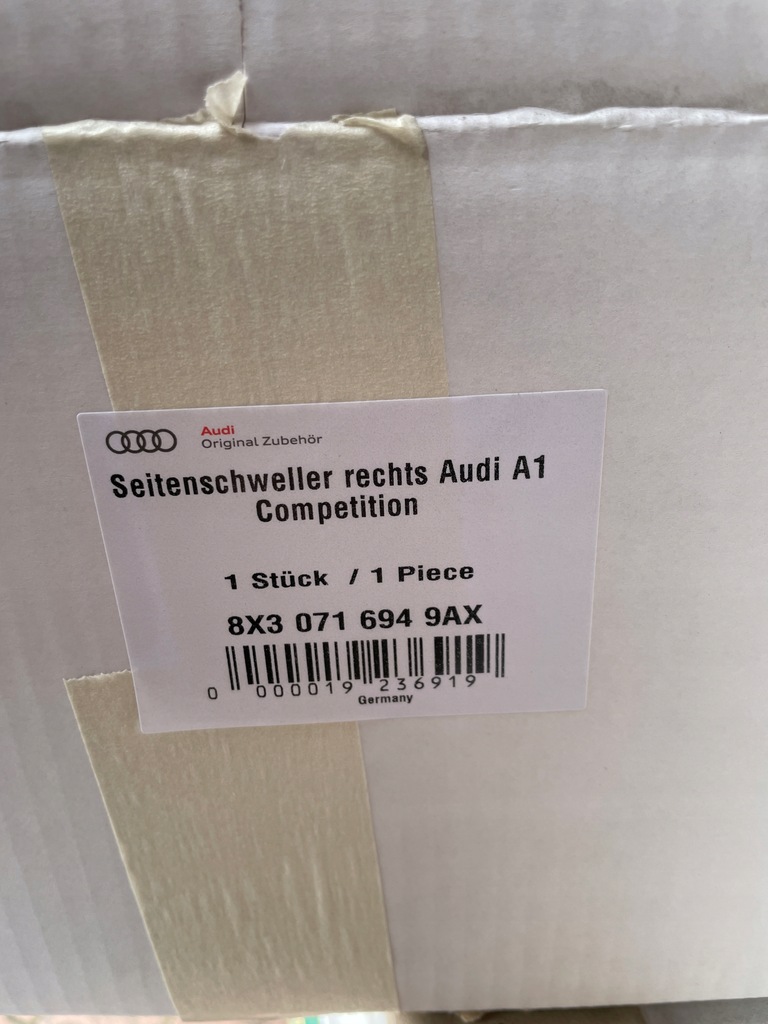 Audi
Original Zubehör
Seitenschweller rechts Audi A1
Competition
1 Stück / 1 Piece
8X3 071 694 9AX
0 000019 236919
Germany